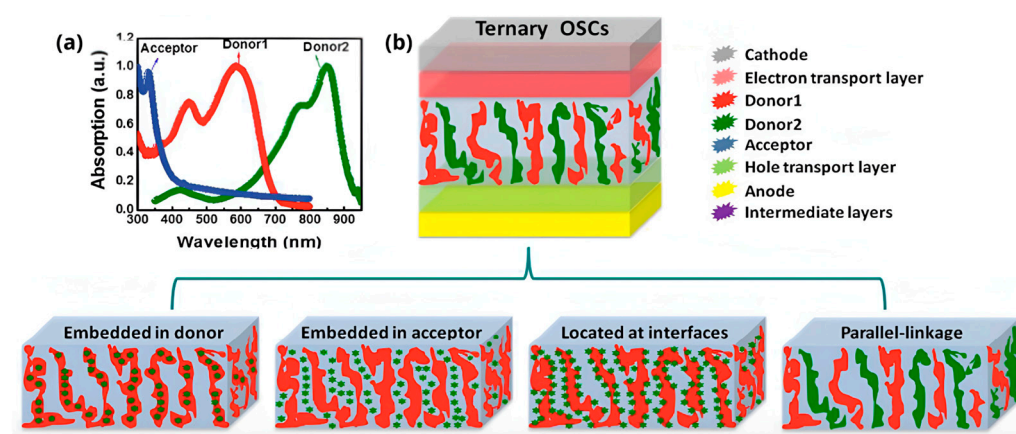 (a)
Acceptor
Donor1
Donor2
1.2
1.0
0.8
0.6
0.4
0.2
0.0
Absorption (a.u.)
300 400 500 600 700 800 900
Wavelength (nm)
(b)
Ternary OSCs
Cathode
Electron transport layer
Donor1
Donor2
Acceptor
Hole transport layer
Anode
Intermediate layers
Embedded in donor
Embedded in acceptor
Located at interfaces
Parallel-linkage